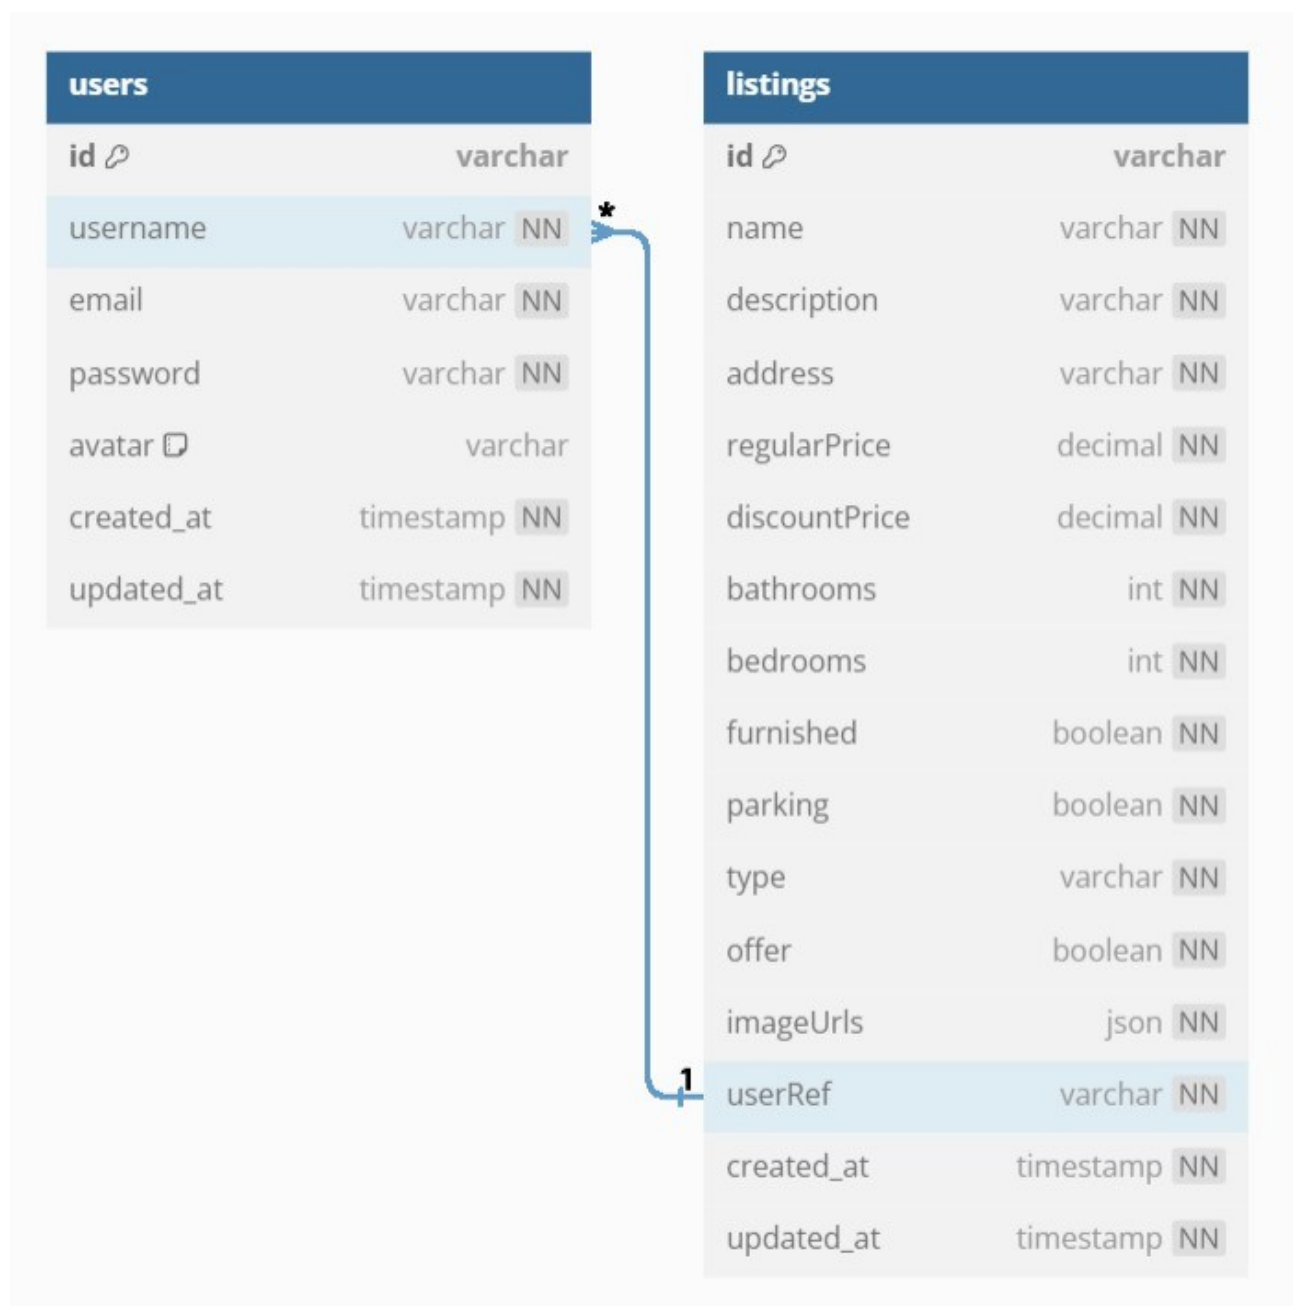 users
id varchar
username varchar NN
email varchar NN
password varchar NN
avatar varchar
created_at timestamp NN
updated_at timestamp NN
*
1
listings
id varchar
name varchar NN
description varchar NN
address varchar NN
regularPrice decimal NN
discountPrice decimal NN
bathrooms int NN
bedrooms int NN
furnished boolean NN
parking boolean NN
type varchar NN
offer boolean NN
imageUrls json NN
userRef varchar NN
created_at timestamp NN
updated_at timestamp NN